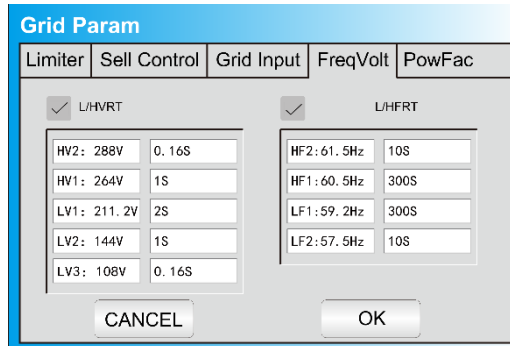 Grid Param
Limiter Sell Control Grid Input FreqVolt PowFac
L/HVRT
HV2: 288V 0.16S
HV1: 264V 1S
LV1: 211.2V 2S
LV2: 144V 1S
LV3: 108V 0.16S
L/HFRT
HF2:61.5Hz 10S
HF1:60.5Hz 300S
LF1:59.2Hz 300S
LF2:57.5Hz 10S
CANCEL OK